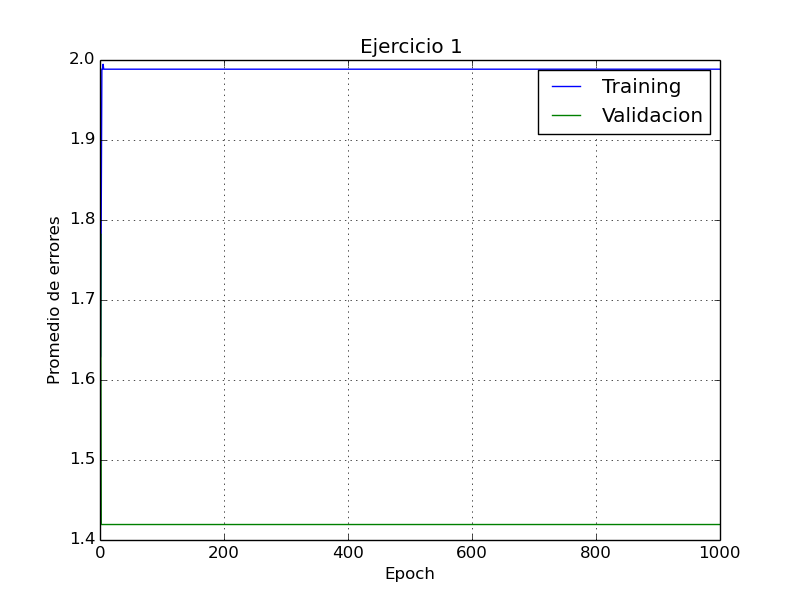 Ejercicio 1
2.0
1.9
1.8
1.7
1.6
1.5
1.4
Promedio de errores
Training
Validacion
0 200 400 600 800 1000
Epoch